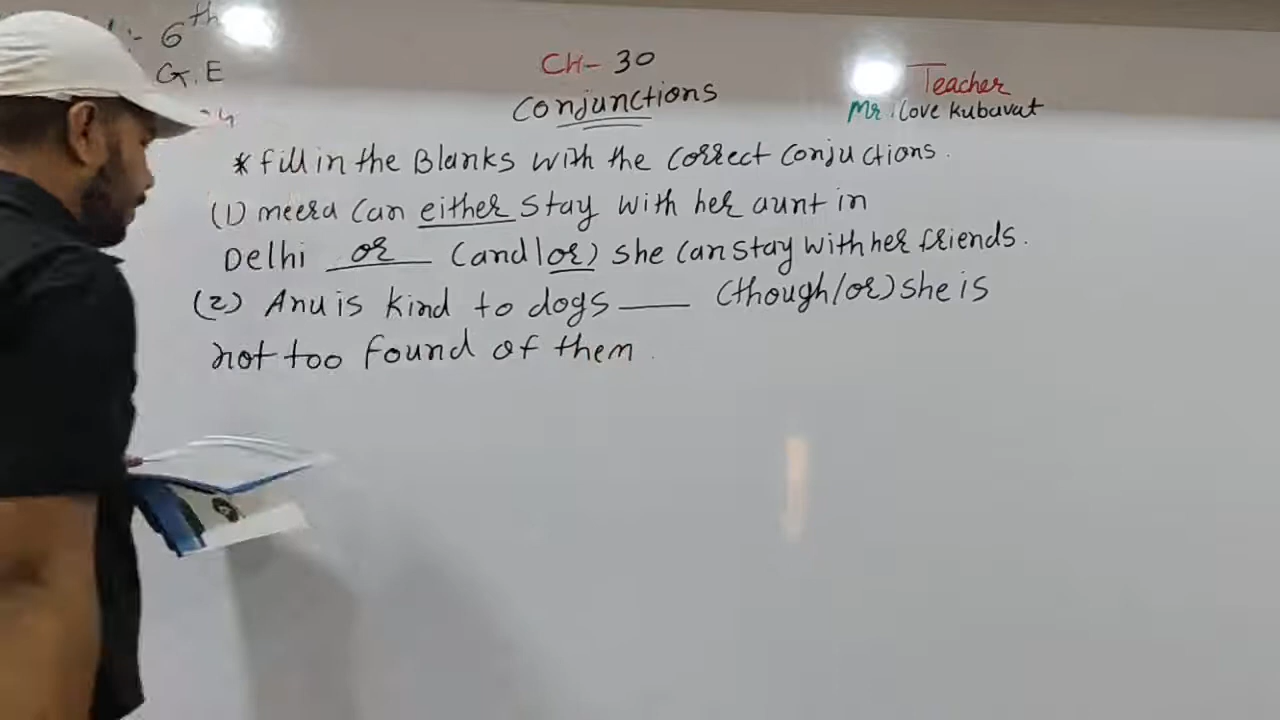 :- 6th
G.E
CH- 30
Conjunctions
Teacher
Mr. Love Kubavat
* Fill in the Blanks with the Correct Conjuctions.
(1) meera Can either Stay with her aunt in
Delhi or (and/or) she Can stay with her friends.
(2) Anu is kind to dogs ___ (though/or) she is
not too Found of them.